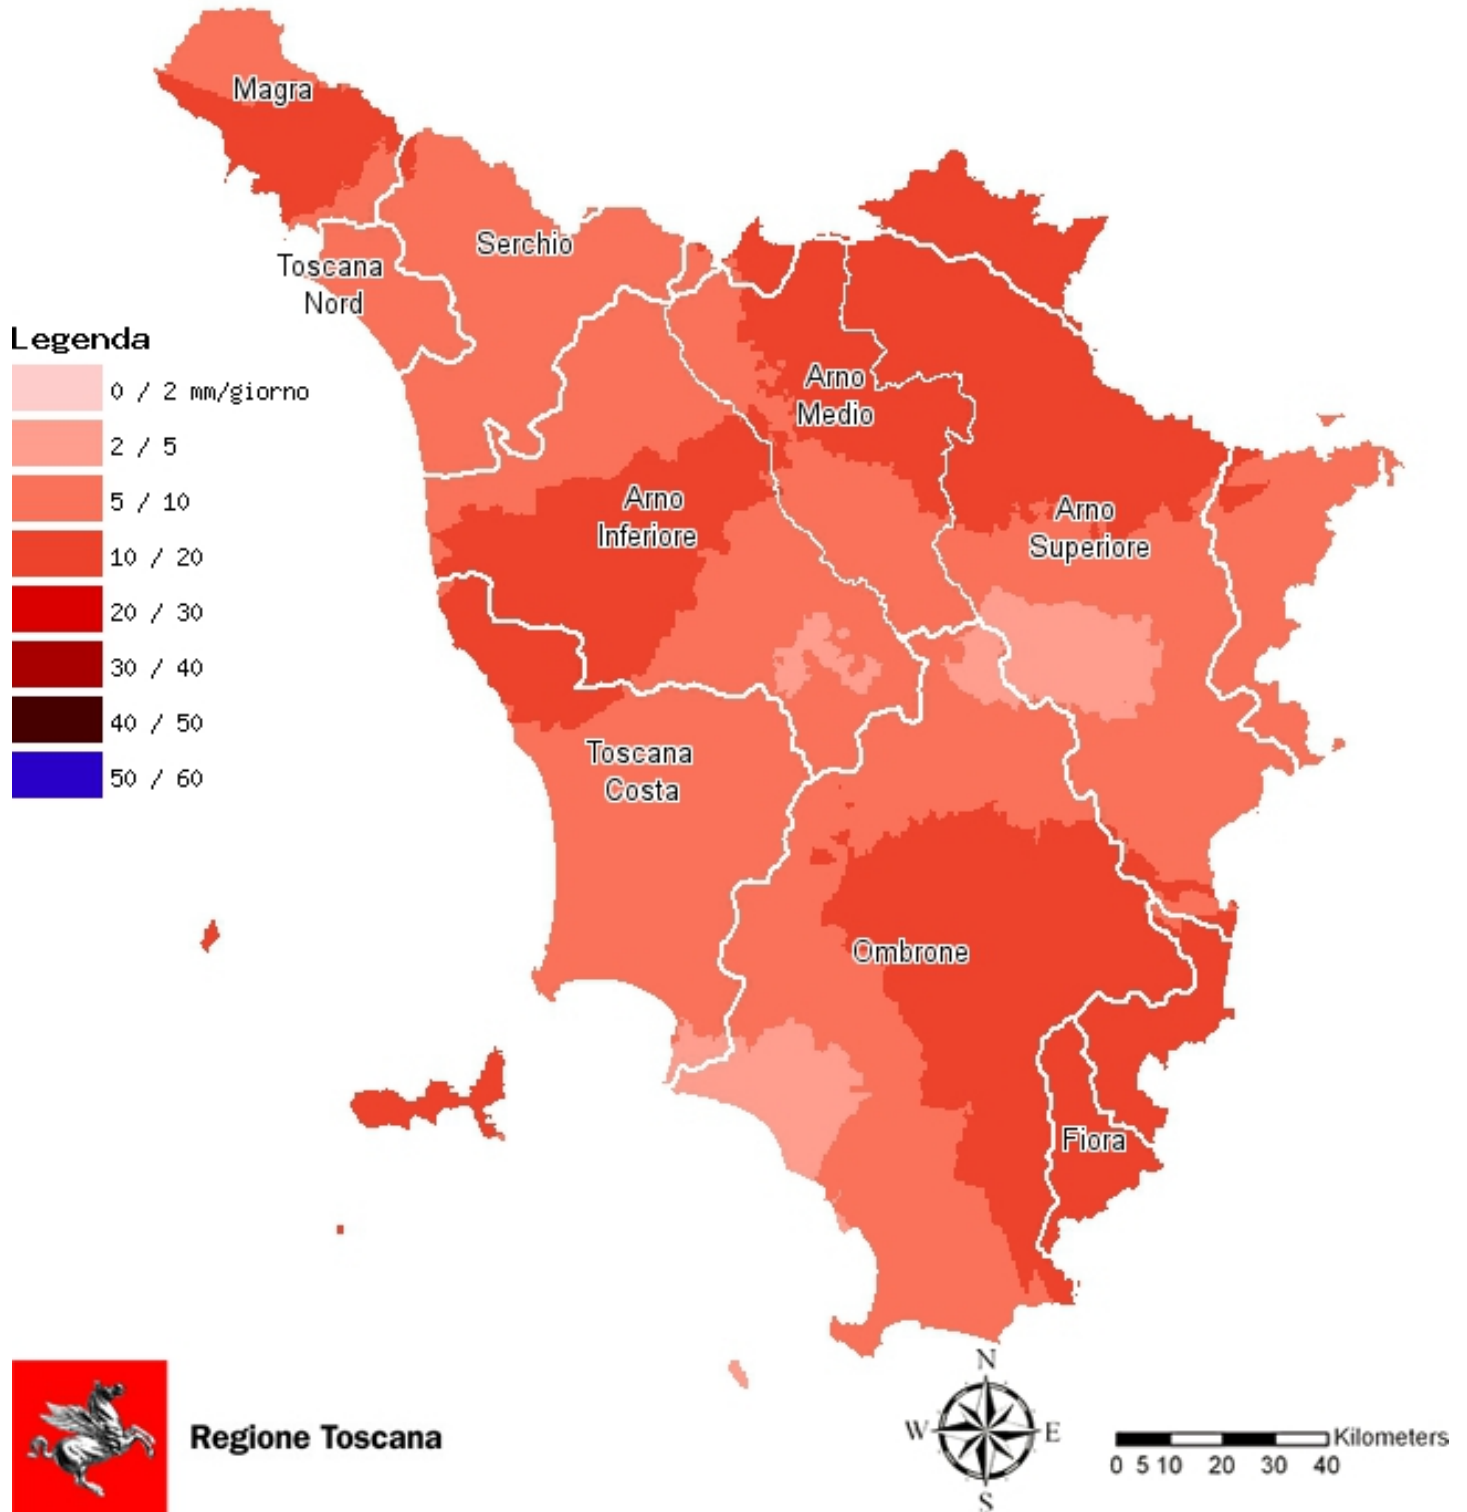 Magra
Serchio
Toscana
Nord
Legenda
0 / 2 mm/giorno
2 / 5
5 / 10
10 / 20
20 / 30
30 / 40
40 / 50
50 / 60
Arno
Medio
Arno
Inferiore
Arno
Superiore
Toscana
Costa
Ombrone
Fiora
Regione Toscana
N
W E
S
Kilometers
0 5 10 20 30 40